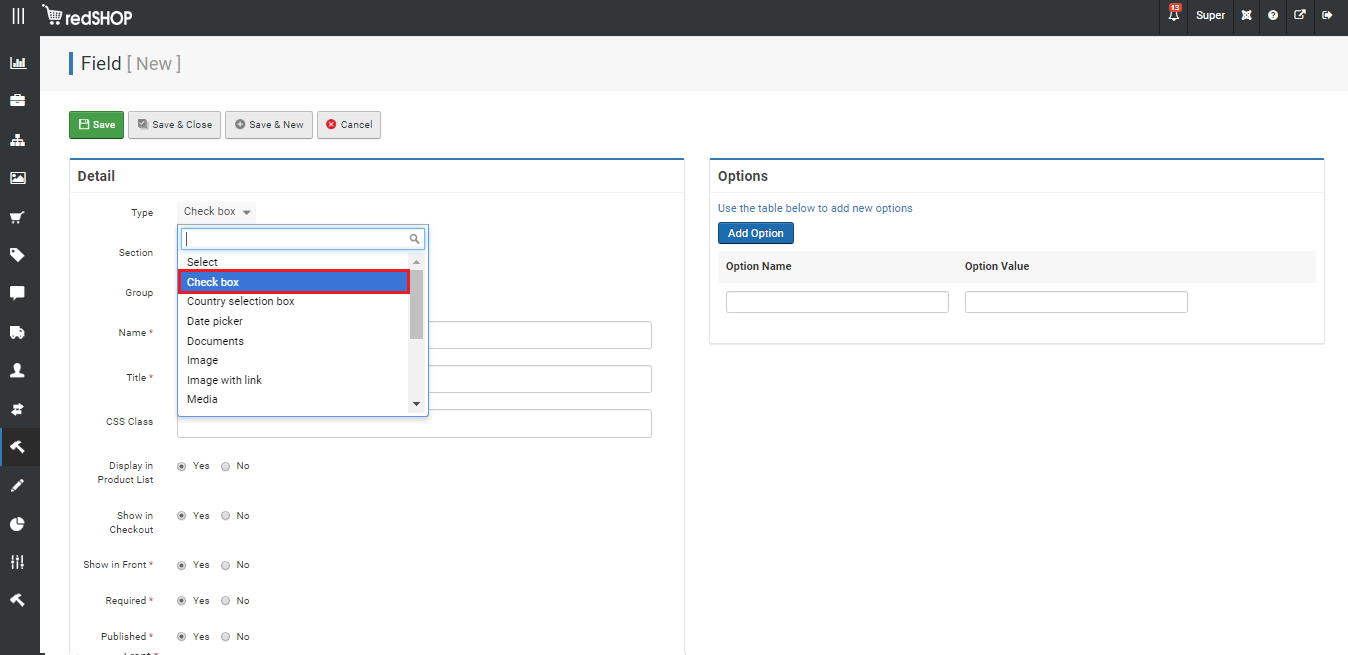 redSHOP
13
Super
Field [ New ]
Save
Save & Close
Save & New
Cancel
Detail
Type
Check box
Section
Select
Check box
Group
Country selection box
Date picker
Name *
Documents
Image
Title *
Image with link
Media
CSS Class
Display in
Product List
Yes
No
Show in
Checkout
Yes
No
Show in Front *
Yes
No
Required *
Yes
No
Published *
Yes
No
Options
Use the table below to add new options
Add Option
Option Name
Option Value